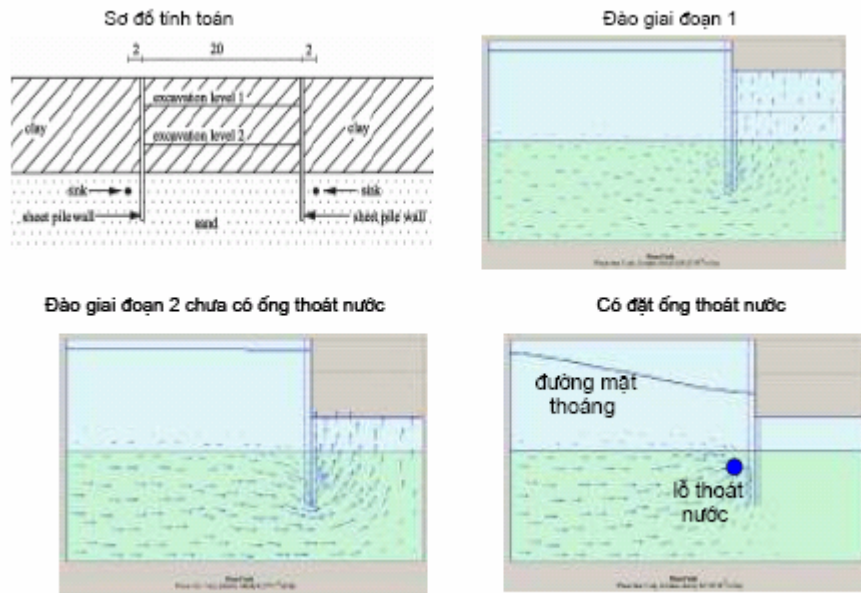 Sơ đồ tính toán
2 20 2
excavation level 1
excavation level 2
clay
clay
sink
sink
sheet pile wall
sheet pile wall
sand
Đào giai đoạn 1
Đào giai đoạn 2 chưa có ống thoát nước
Có đặt ống thoát nước
đường mặt
thoáng
lỗ thoát
nước